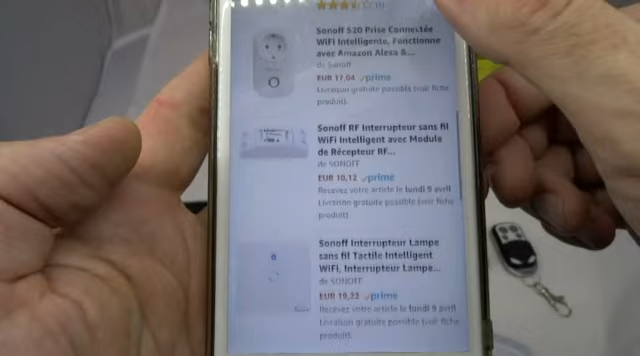 Sonoff S20 Prise Connectée
WiFi Intelligente, Fonctionne
avec Amazon Alexa &...
de Sonoff
EUR 17,04 prime
Livraison gratuite possible (voir fiche
produit).
Sonoff RF Interrupteur sans fil
WiFi Intelligent avec Module
de Récepteur RF...
de SONOFF
EUR 10,12 prime
Recevez votre article le lundi 9 avril
Livraison gratuite possible (voir fiche
produit).
Sonoff Interrupteur Lampe
sans fil Tactile Intelligent
WiFi, Interrupteur Lampe...
de SONOFF
EUR 19,22 prime
Recevez votre article le lundi 9 avril
Livraison gratuite possible (voir fiche
produit).